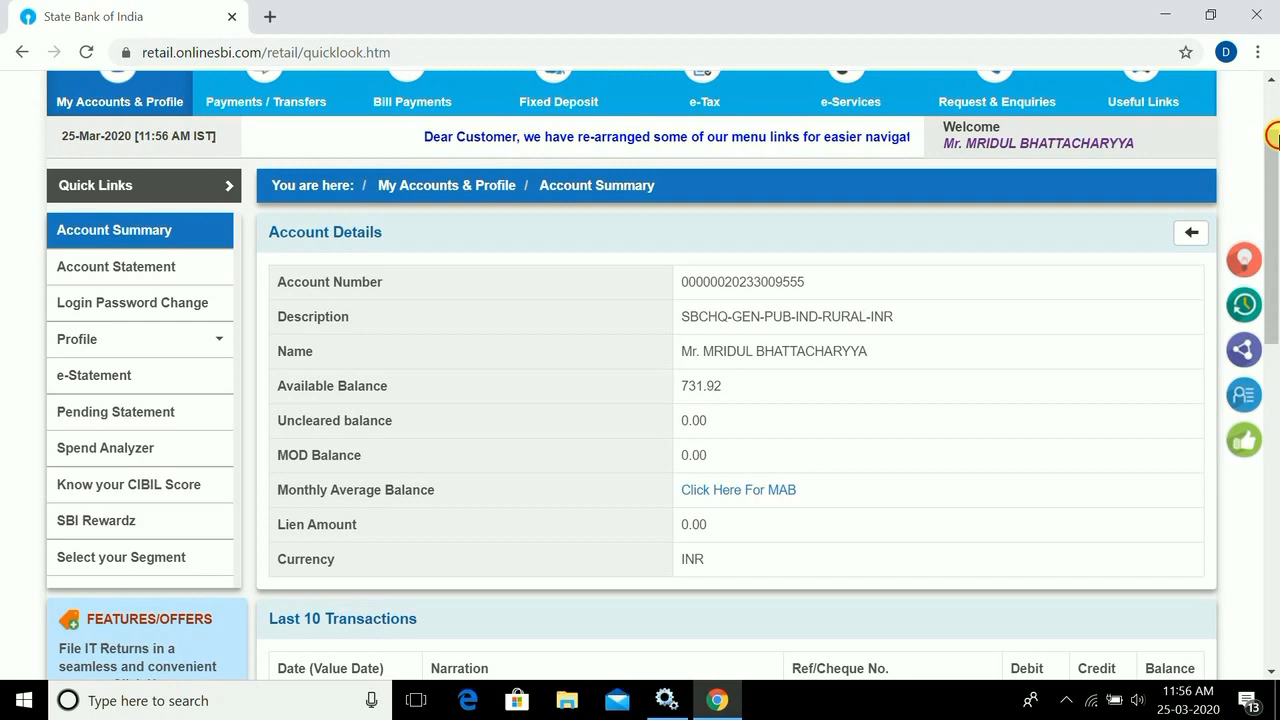 State Bank of India
retail.onlinesbi.com/retail/quicklook.htm
D
My Accounts & Profile
Payments / Transfers
Bill Payments
Fixed Deposit
e-Tax
e-Services
Request & Enquiries
Useful Links
25-Mar-2020 [11:56 AM IST]
Dear Customer, we have re-arranged some of our menu links for easier navigat
Welcome
Mr. MRIDUL BHATTACHARYYA
Quick Links
You are here: / My Accounts & Profile / Account Summary
Account Summary
Account Statement
Login Password Change
Profile
e-Statement
Pending Statement
Spend Analyzer
Know your CIBIL Score
SBI Rewardz
Select your Segment
FEATURES/OFFERS
File IT Returns in a
seamless and convenient
Account Details
Account Number 00000020233009555
Description SBCHQ-GEN-PUB-IND-RURAL-INR
Name Mr. MRIDUL BHATTACHARYYA
Available Balance 731.92
Uncleared balance 0.00
MOD Balance 0.00
Monthly Average Balance Click Here For MAB
Lien Amount 0.00
Currency INR
Last 10 Transactions
Date (Value Date) Narration Ref/Cheque No. Debit Credit Balance
Type here to search
11:56 AM
25-03-2020
13